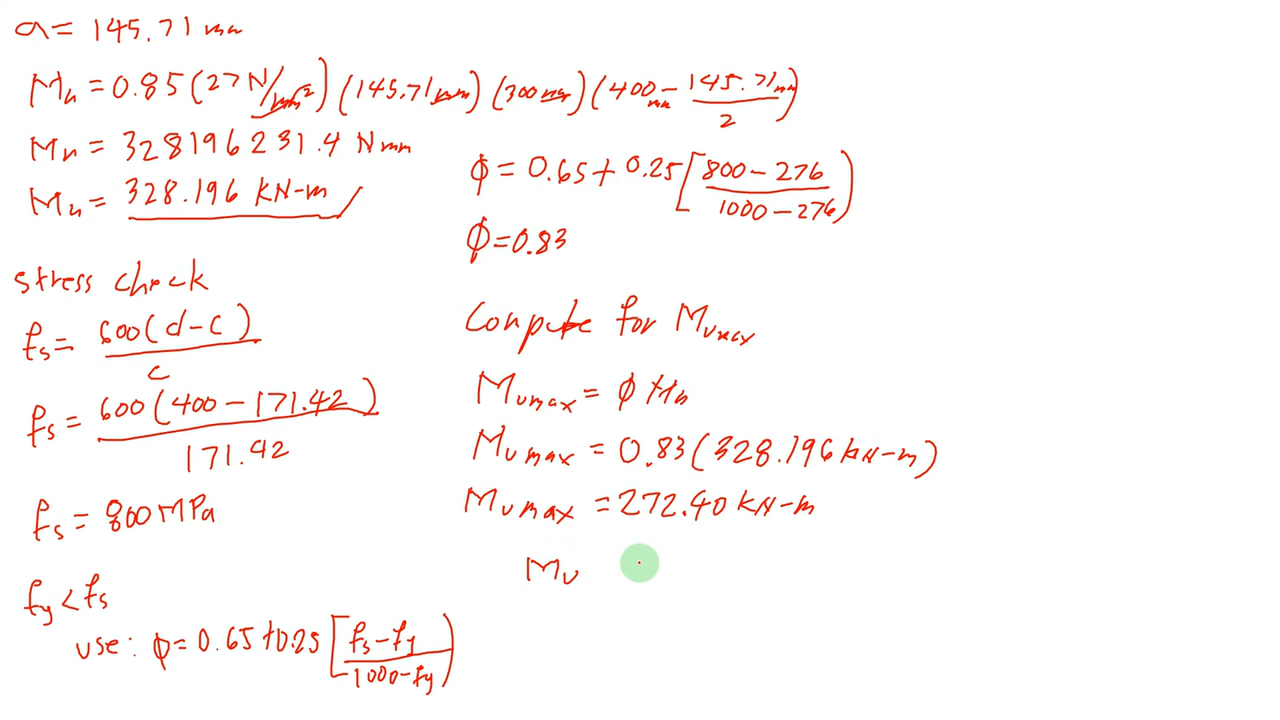 a = 145.71 mm
Mn = 0.85 (27 N/mm²) (145.71 mm) (300 mm) (400 mm - 145.71 mm / 2)
Mn = 328196231.4 N mm
Mn = 328.196 KN-m
stress check
fs = 600(d-c) / c
fs = 600(400-171.42) / 171.42
fs = 800 MPa
fy < fs
use: ϕ = 0.65 + 0.25 [fs - fy / 1000 - fy]
ϕ = 0.65 + 0.25 [800 - 276 / 1000 - 276]
ϕ = 0.83
Compute for Mumax
Mumax = ϕ Mn
Mumax = 0.83 (328.196 kN-m)
Mumax = 272.40 kN-m
Mu